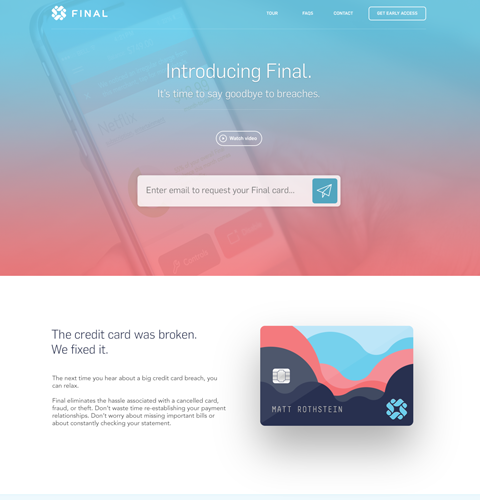 FINAL
TOUR FAQS CONTACT GET EARLY ACCESS
Introducing Final.
It's time to say goodbye to breaches.
Netflix
Watch video
Enter email to request your Final card...
The credit card was broken.
We fixed it.
The next time you hear about a big credit card breach, you
can relax.
Final eliminates the hassle associated with a cancelled card,
fraud, or theft. Don't waste time re-establishing your payment
relationships. Don't worry about missing important bills or
about constantly checking your statement.
MATT ROTHSTEIN